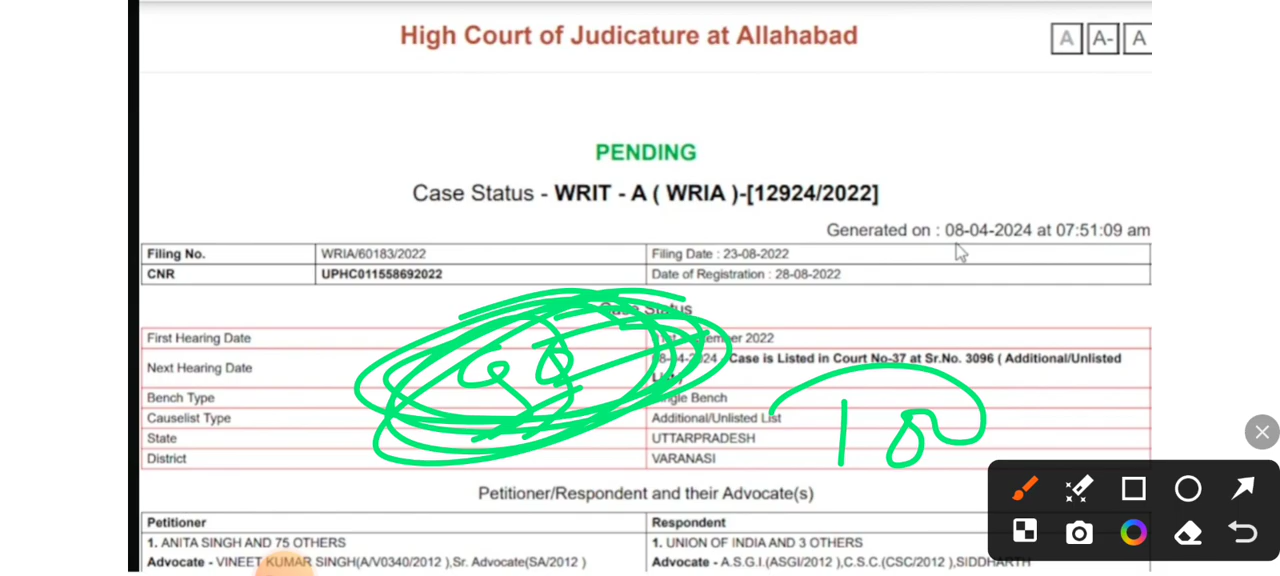 High Court of Judicature at Allahabad
A A- A
PENDING
Case Status - WRIT - A ( WRIA )-[12924/2022]
Generated on : 08-04-2024 at 07:51:09 am
Filing No. WRIA/60183/2022 Filing Date : 23-08-2022
CNR UPHC011558692022 Date of Registration : 28-08-2022
Case Status
First Hearing Date 2022
Next Hearing Date Case is Listed in Court No-37 at Sr.No. 3096 ( Additional/Unlisted
Bench Type Bench
Causelist Type Additional/Unlisted List
State UTTARPRADESH
District VARANASI
18
Petitioner/Respondent and their Advocate(s)
Petitioner Respondent
1. ANITA SINGH AND 75 OTHERS 1. UNION OF INDIA AND 3 OTHERS
Advocate - VINEET KUMAR SINGH(A/V0340/2012 ),Sr. Advocate(SA/2012 ) Advocate - A.S.G.I.(ASGI/2012 ),C.S.C.(CSC/2012 ),SIDDHARTH